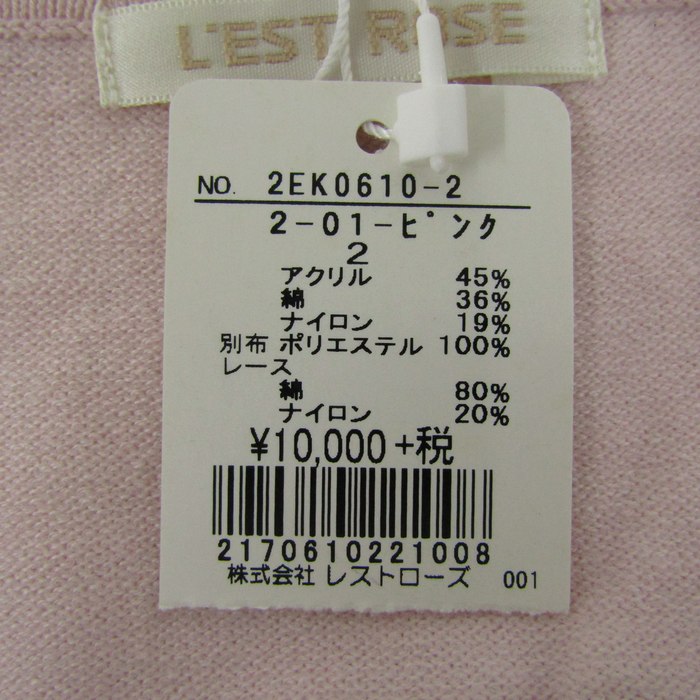 L'EST ROSE
NO. 2EK0610-2
2-01-ピンク
2
アクリル 45%
綿 36%
ナイロン 19%
別布 ポリエステル 100%
レース
綿 80%
ナイロン 20%
¥10,000 +税
2170610221008
株式会社 レストローズ 001